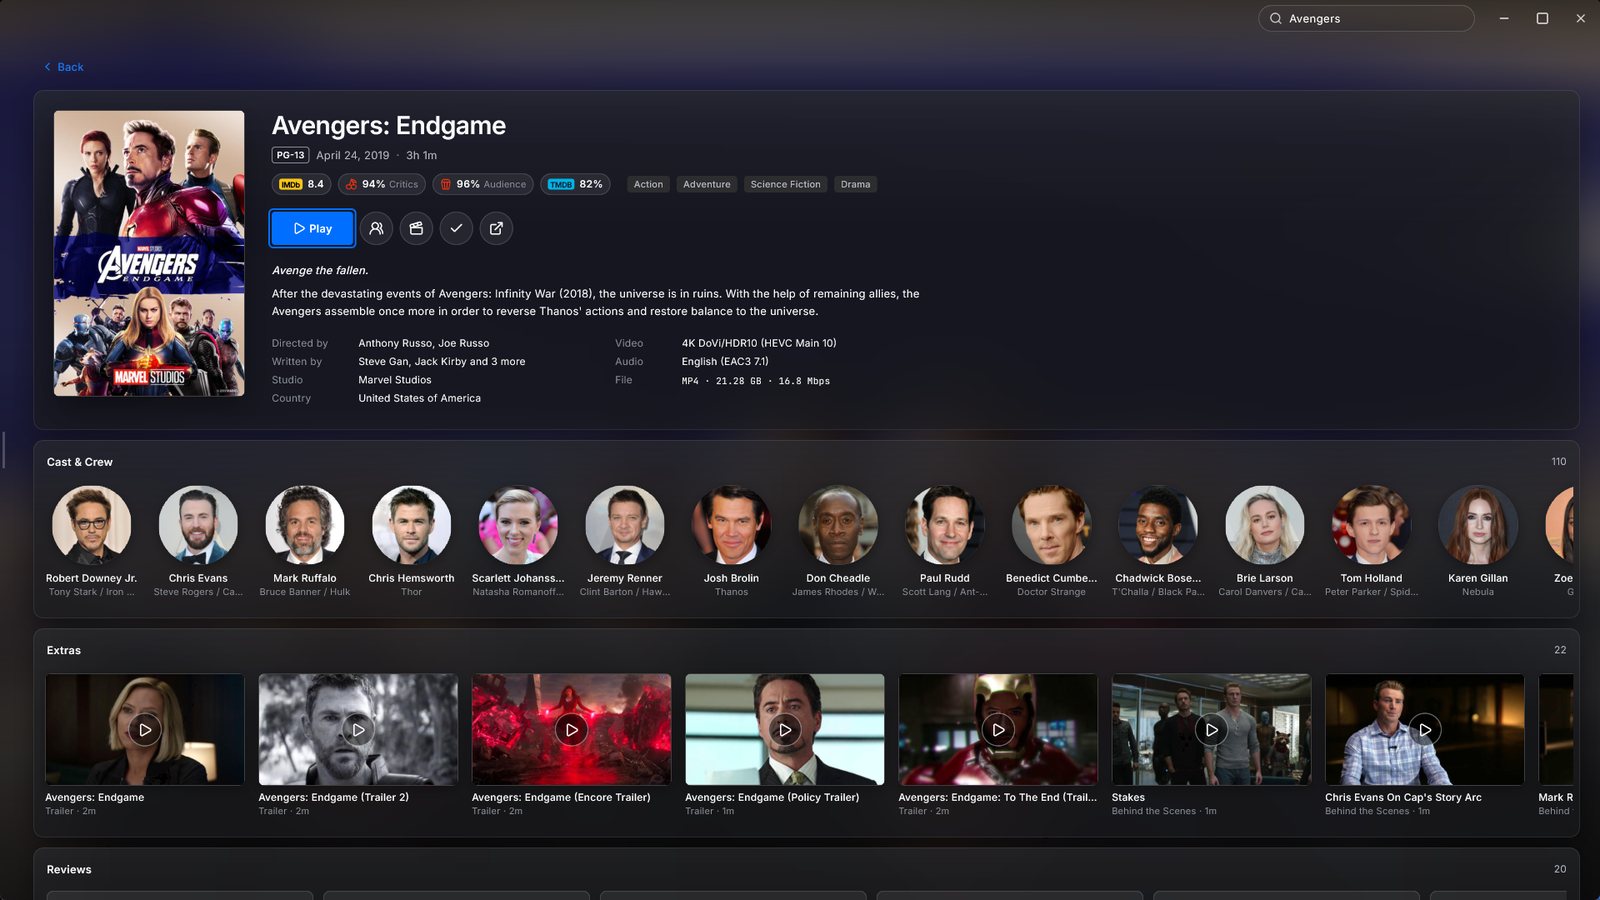 Avengers
Back
Avengers: Endgame
PG-13 April 24, 2019 · 3h 1m
IMDb 8.4 94% Critics 96% Audience TMDB 82% Action Adventure Science Fiction Drama
Play
MARVEL STUDIOS
AVENGERS
ENDGAME
MARVEL STUDIOS
Avenge the fallen.
After the devastating events of Avengers: Infinity War (2018), the universe is in ruins. With the help of remaining allies, the
Avengers assemble once more in order to reverse Thanos' actions and restore balance to the universe.
Directed by Anthony Russo, Joe Russo Video 4K DoVi/HDR10 (HEVC Main 10)
Written by Steve Gan, Jack Kirby and 3 more Audio English (EAC3 7.1)
Studio Marvel Studios File MP4 · 21.28 GB · 16.8 Mbps
Country United States of America
Cast & Crew 110
Robert Downey Jr. Chris Evans Mark Ruffalo Chris Hemsworth Scarlett Johanss... Jeremy Renner Josh Brolin Don Cheadle Paul Rudd Benedict Cumbe... Chadwick Bose... Brie Larson Tom Holland Karen Gillan Zoe
Tony Stark / Iron ... Steve Rogers / Ca... Bruce Banner / Hulk Thor Natasha Romanoff... Clint Barton / Haw... Thanos James Rhodes / W... Scott Lang / Ant-... Doctor Strange T'Challa / Black Pa... Carol Danvers / Ca... Peter Parker / Spid... Nebula G
Extras 22
Avengers: Endgame Avengers: Endgame (Trailer 2) Avengers: Endgame (Encore Trailer) Avengers: Endgame (Policy Trailer) Avengers: Endgame: To The End (Trail... Stakes Chris Evans On Cap's Story Arc Mark R
Trailer · 2m Trailer · 2m Trailer · 2m Trailer · 1m Trailer · 2m Behind the Scenes · 1m Behind the Scenes · 1m Behind
Reviews 20